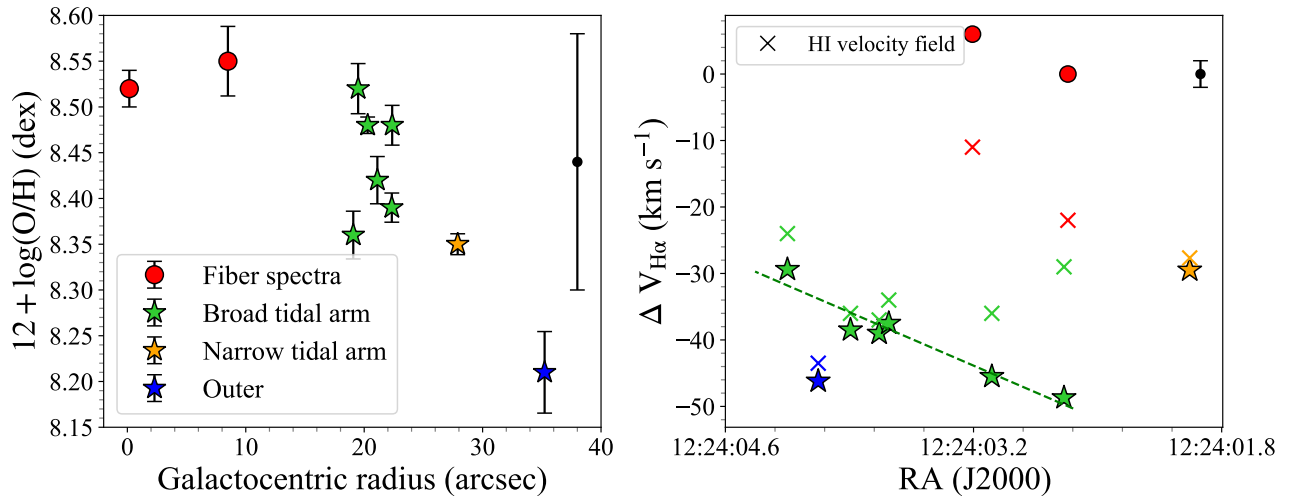 12+log(O/H) (dex)
8.60
8.55
8.50
8.45
8.40
8.35
8.30
8.25
8.20
8.15
Fiber spectra
Broad tidal arm
Narrow tidal arm
Outer
0
10
20
30
40
Galactocentric radius (arcsec)
Δ V_Hα (km s⁻¹)
0
−10
−20
−30
−40
−50
HI velocity field
12:24:04.6
12:24:03.2
12:24:01.8
RA (J2000)